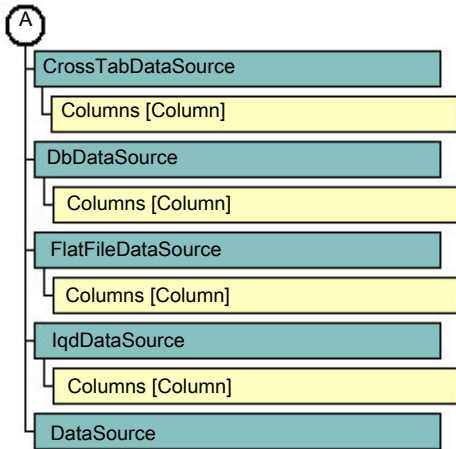 A
CrossTabDataSource
Columns [Column]
DbDataSource
Columns [Column]
FlatFileDataSource
Columns [Column]
IqdDataSource
Columns [Column]
DataSource